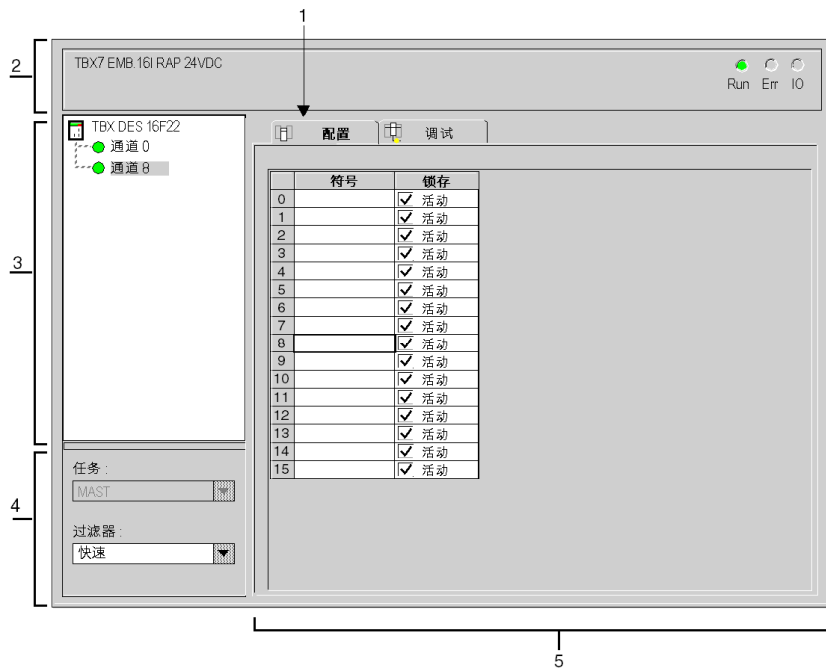 1
2
TBX7 EMB.16I RAP 24VDC
Run Err IO
3
TBX DES 16F22
通道 0
通道 8
配置
调试
符号 锁存
0 活动
1 活动
2 活动
3 活动
4 活动
5 活动
6 活动
7 活动
8 活动
9 活动
10 活动
11 活动
12 活动
13 活动
14 活动
15 活动
4
任务 :
MAST
过滤器 :
快速
5